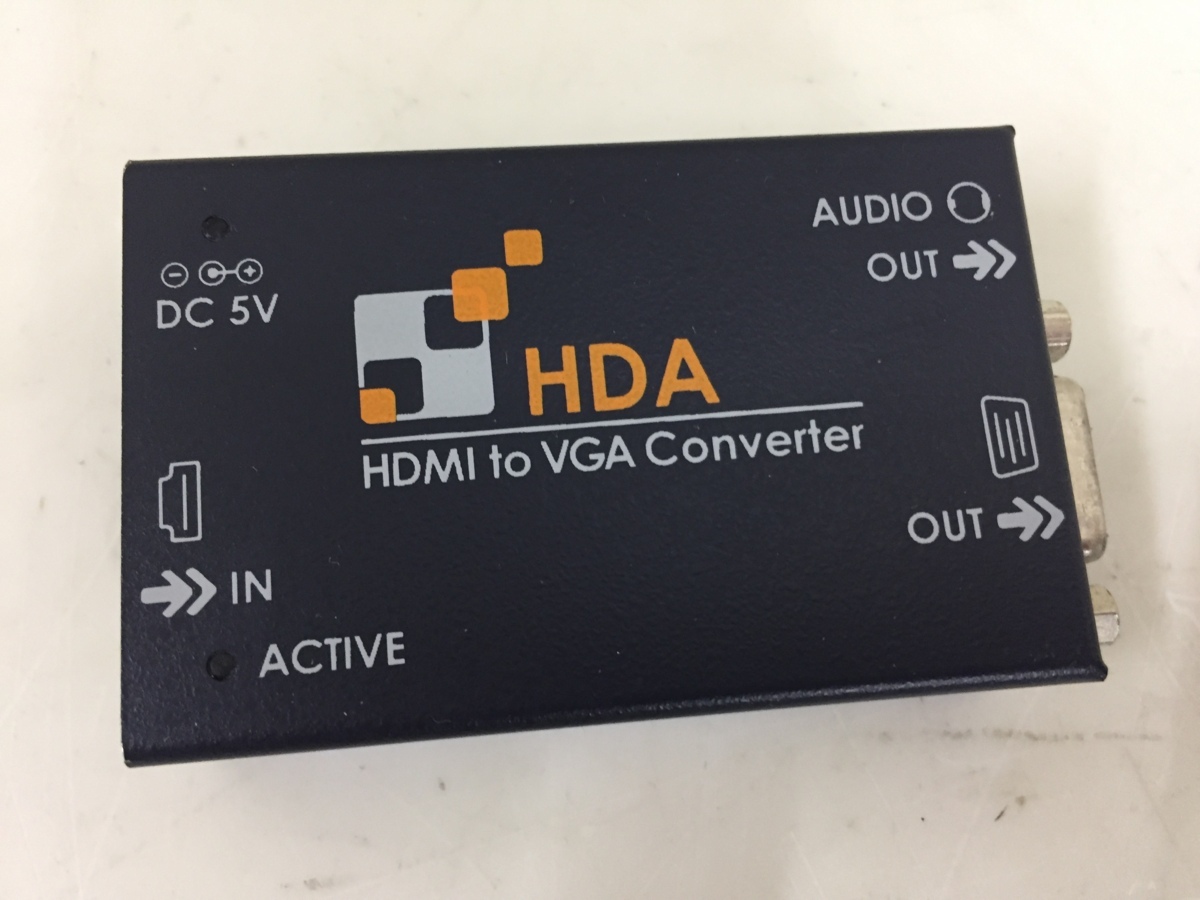 DC 5V
AUDIO
OUT
HDA
HDMI to VGA Converter
OUT
IN
ACTIVE